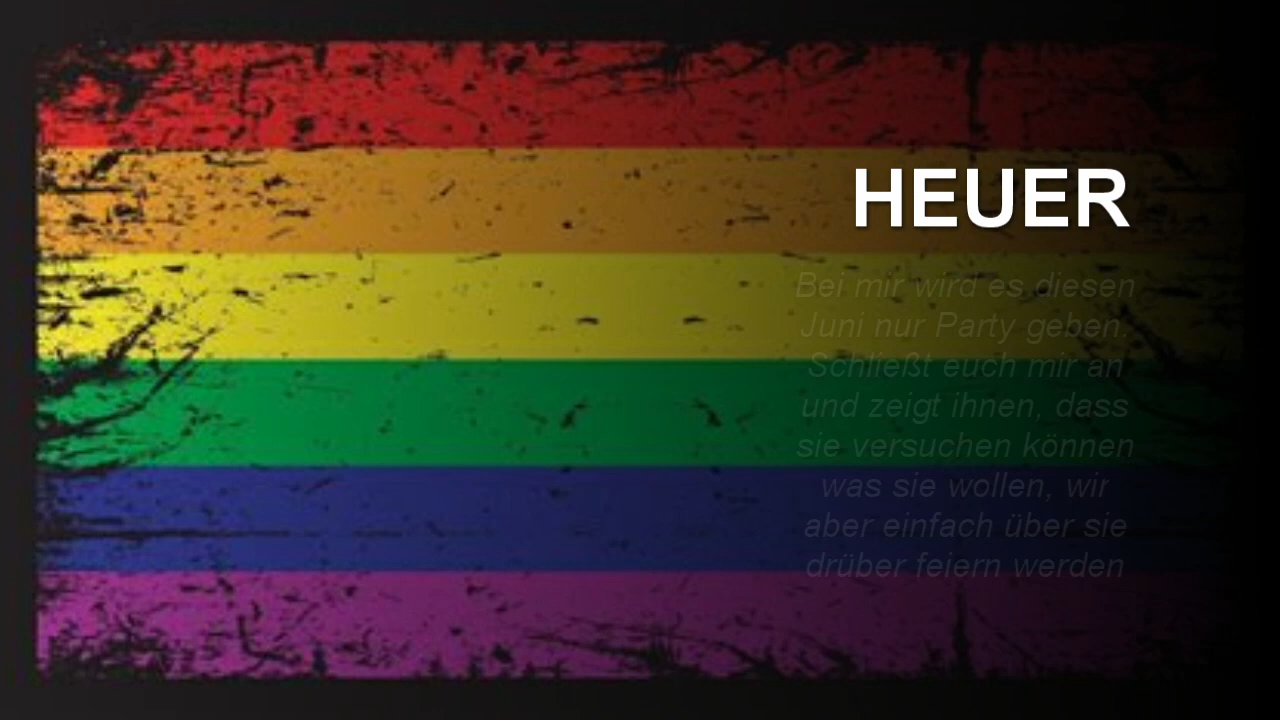 HEUER
Bei mir wird es diesen
Juni nur Party geben.
Schließt euch mir an
und zeigt ihnen, dass
sie versuchen können
was sie wollen, wir
aber einfach über sie
drüber feiern werden